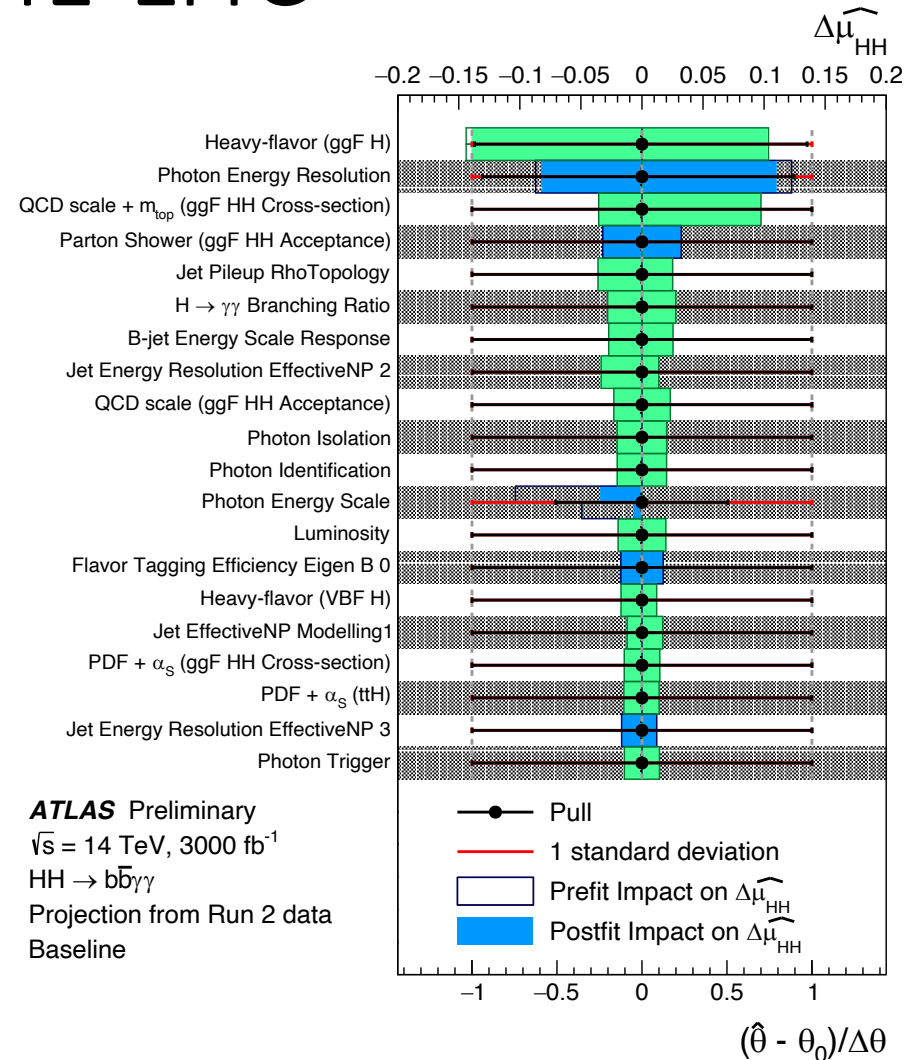 Δμ̂_HH
−0.2 −0.15 −0.1 −0.05 0 0.05 0.1 0.15 0.2
Heavy-flavor (ggF H)
Photon Energy Resolution
QCD scale + m_top (ggF HH Cross-section)
Parton Shower (ggF HH Acceptance)
Jet Pileup RhoTopology
H → γγ Branching Ratio
B-jet Energy Scale Response
Jet Energy Resolution EffectiveNP 2
QCD scale (ggF HH Acceptance)
Photon Isolation
Photon Identification
Photon Energy Scale
Luminosity
Flavor Tagging Efficiency Eigen B 0
Heavy-flavor (VBF H)
Jet EffectiveNP Modelling1
PDF + α_S (ggF HH Cross-section)
PDF + α_S (ttH)
Jet Energy Resolution EffectiveNP 3
Photon Trigger
ATLAS Preliminary
√s = 14 TeV, 3000 fb⁻¹
HH → bb̄γγ
Projection from Run 2 data
Baseline
Pull
1 standard deviation
Prefit Impact on Δμ̂_HH
Postfit Impact on Δμ̂_HH
−1 −0.5 0 0.5 1
(θ̂ - θ₀)/Δθ